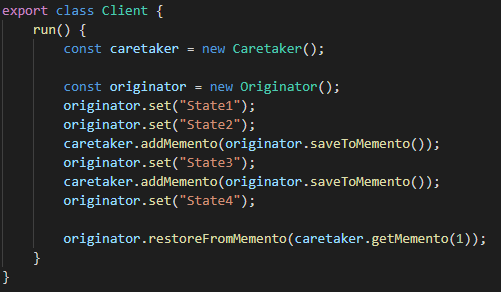 export class Client {
    run() {
        const caretaker = new Caretaker();

        const originator = new Originator();
        originator.set("State1");
        originator.set("State2");
        caretaker.addMemento(originator.saveToMemento());
        originator.set("State3");
        caretaker.addMemento(originator.saveToMemento());
        originator.set("State4");

        originator.restoreFromMemento(caretaker.getMemento(1));
    }
}